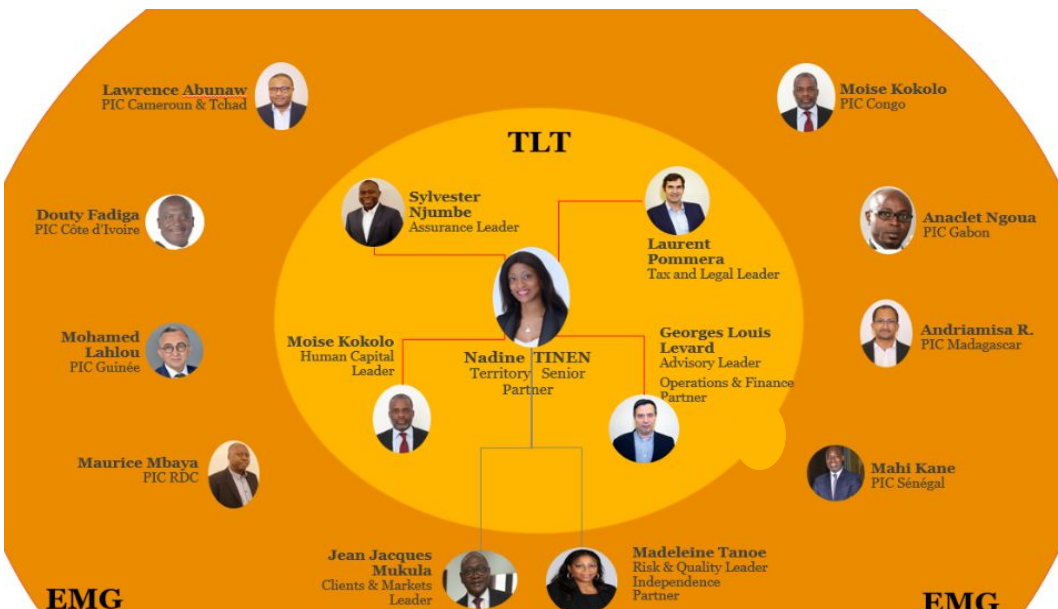 Lawrence Abunaw
PIC Cameroun & Tchad
Moise Kokolo
PIC Congo
TLT
Sylvester
Njumbe
Assurance Leader
Laurent
Pommera
Tax and Legal Leader
Douty Fadiga
PIC Côte d'Ivoire
Anaclet Ngoua
PIC Gabon
Mohamed
Lahlou
PIC Guinée
Andriamisa R.
PIC Madagascar
Moise Kokolo
Human Capital
Leader
Nadine TINEN
Territory Senior
Partner
Georges Louis
Levard
Advisory Leader
Operations & Finance
Partner
Maurice Mbaya
PIC RDC
Mahi Kane
PIC Sénégal
Jean Jacques
Mukula
Clients & Markets
Leader
Madeleine Tanoe
Risk & Quality Leader
Independence
Partner
EMG
EMG